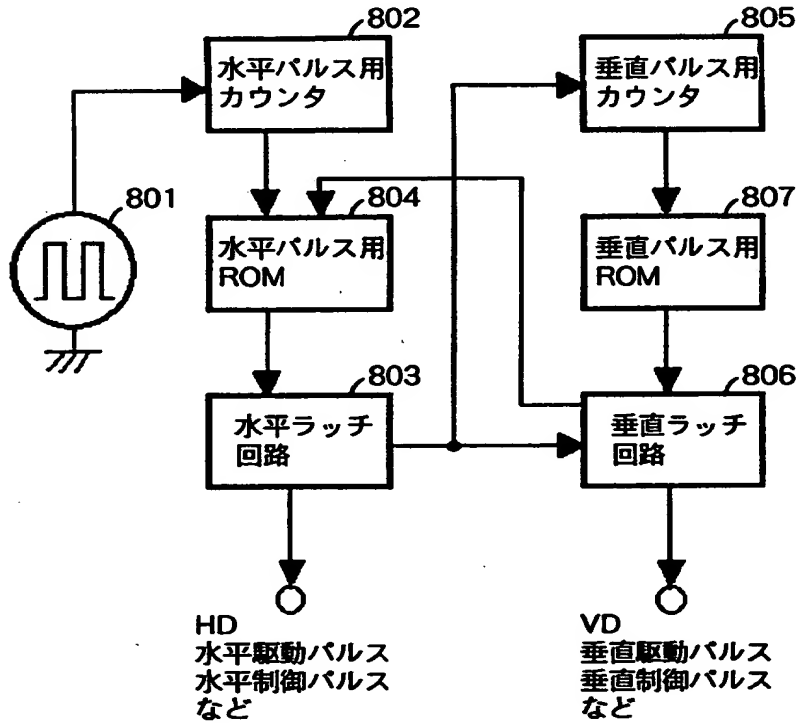 802
水平パルス用
カウンタ
805
垂直パルス用
カウンタ
801
804
水平パルス用
ROM
807
垂直パルス用
ROM
803
水平ラッチ
回路
806
垂直ラッチ
回路
HD
水平駆動パルス
水平制御パルス
など
VD
垂直駆動パルス
垂直制御パルス
など